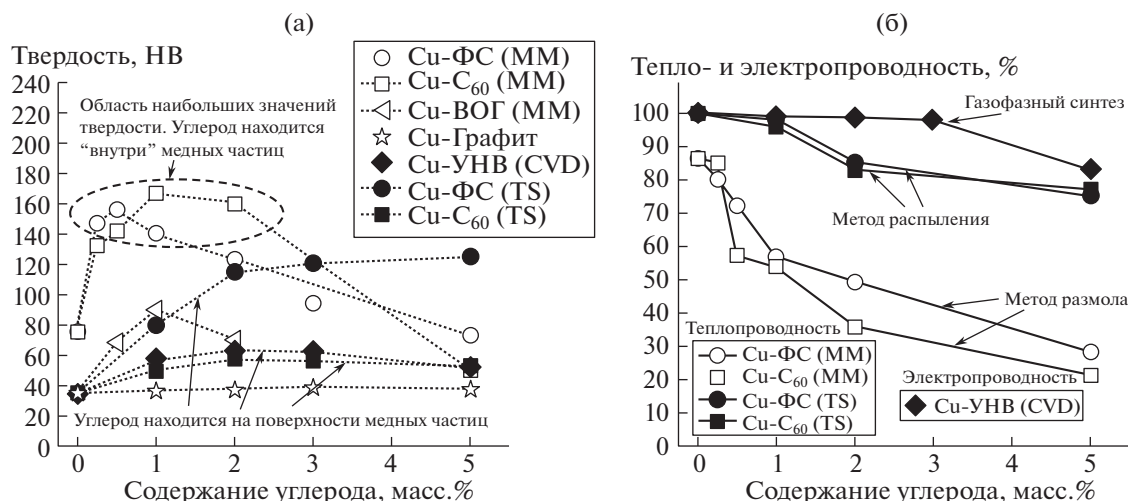 (а)
Твердость, HB
240
220
200
180
160
140
120
100
80
60
40
20
0
Область наибольших значений
твердости. Углерод находится
“внутри” медных частиц
Cu-ФС (ММ)
Cu-C60 (ММ)
Cu-ВОГ (ММ)
Cu-Графит
Cu-УНВ (CVD)
Cu-ФС (TS)
Cu-C60 (TS)
Углерод находится на поверхности медных частиц
0 1 2 3 5
Содержание углерода, масс.%
(б)
Тепло- и электропроводность, %
100
90
80
70
60
50
40
30
20
10
0
Газофазный синтез
Метод распыления
Метод размола
Теплопроводность
Cu-ФС (ММ)
Cu-C60 (ММ)
Cu-ФС (TS)
Cu-C60 (TS)
Электропроводность
Cu-УНВ (CVD)
0 1 2 3 5
Содержание углерода, масс.%